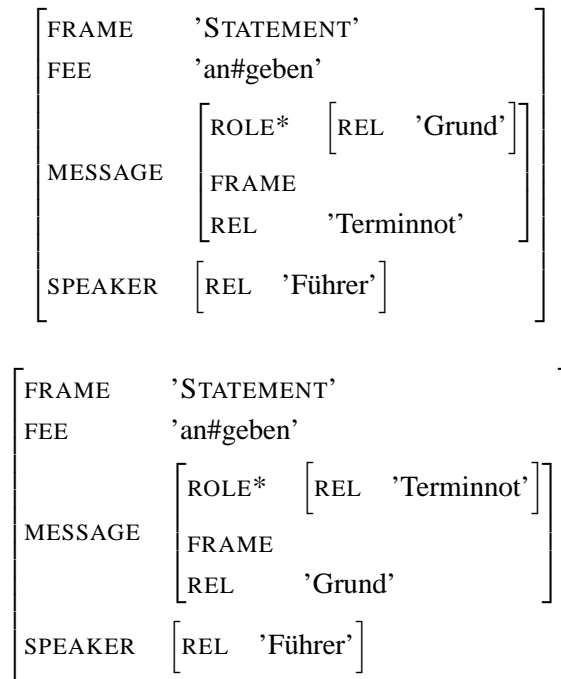 FRAME ’STATEMENT’
FEE ’an#geben’
ROLE* [REL ’Grund’]
MESSAGE
FRAME
REL ’Terminnot’
SPEAKER [REL ’Führer’]
FRAME ’STATEMENT’
FEE ’an#geben’
ROLE* [REL ’Terminnot’]
MESSAGE
FRAME
REL ’Grund’
SPEAKER [REL ’Führer’]